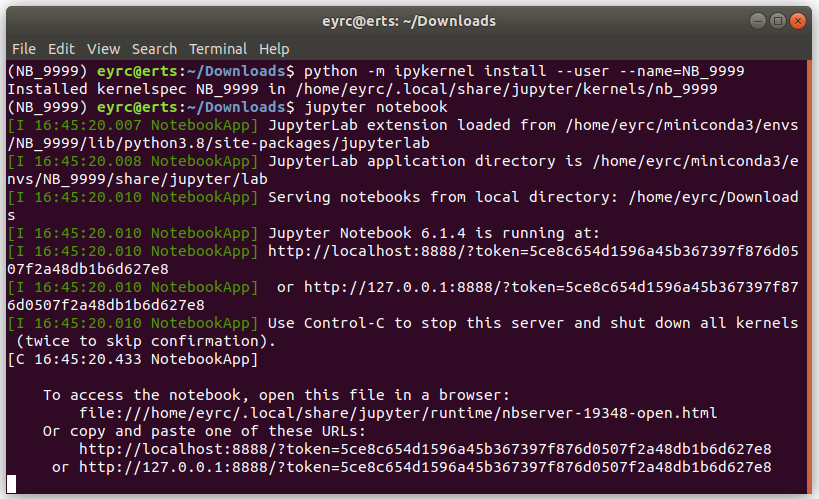 eyrc@erts: ~/Downloads
File Edit View Search Terminal Help
(NB_9999) eyrc@erts:~/Downloads$ python -m ipykernel install --user --name=NB_9999
Installed kernelspec NB_9999 in /home/eyrc/.local/share/jupyter/kernels/nb_9999
(NB_9999) eyrc@erts:~/Downloads$ jupyter notebook
[I 16:45:20.007 NotebookApp] JupyterLab extension loaded from /home/eyrc/miniconda3/envs
/NB_9999/lib/python3.8/site-packages/jupyterlab
[I 16:45:20.008 NotebookApp] JupyterLab application directory is /home/eyrc/miniconda3/e
nvs/NB_9999/share/jupyter/lab
[I 16:45:20.010 NotebookApp] Serving notebooks from local directory: /home/eyrc/Download
s
[I 16:45:20.010 NotebookApp] Jupyter Notebook 6.1.4 is running at:
[I 16:45:20.010 NotebookApp] http://localhost:8888/?token=5ce8c654d1596a45b367397f876d05
07f2a48db1b6d627e8
[I 16:45:20.010 NotebookApp]  or http://127.0.0.1:8888/?token=5ce8c654d1596a45b367397f87
6d0507f2a48db1b6d627e8
[I 16:45:20.010 NotebookApp] Use Control-C to stop this server and shut down all kernels
 (twice to skip confirmation).
[C 16:45:20.433 NotebookApp]
    To access the notebook, open this file in a browser:
        file:///home/eyrc/.local/share/jupyter/runtime/nbserver-19348-open.html
    Or copy and paste one of these URLs:
        http://localhost:8888/?token=5ce8c654d1596a45b367397f876d0507f2a48db1b6d627e8
     or http://127.0.0.1:8888/?token=5ce8c654d1596a45b367397f876d0507f2a48db1b6d627e8